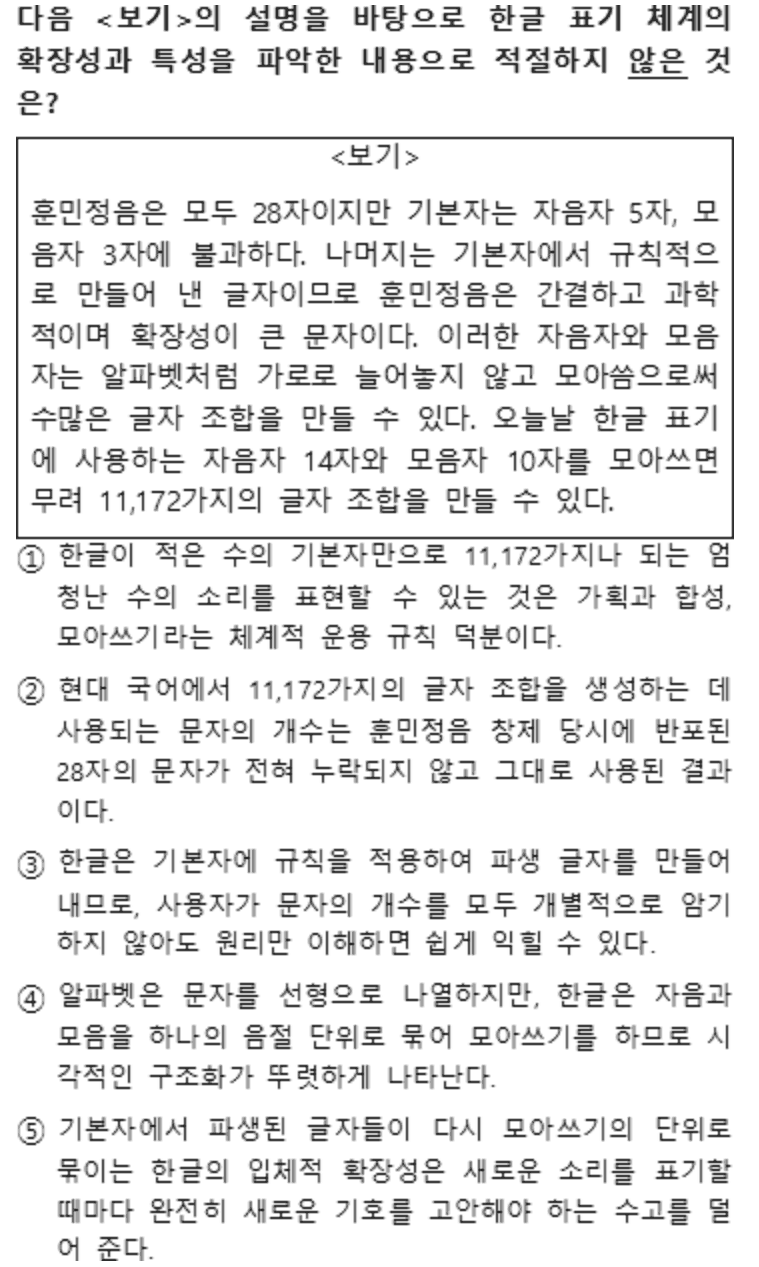 다음 <보기>의 설명을 바탕으로 한글 표기 체계의
확장성과 특성을 파악한 내용으로 적절하지 않은 것
은?
<보기>
훈민정음은 모두 28자이지만 기본자는 자음자 5자, 모
음자 3자에 불과하다. 나머지는 기본자에서 규칙적으
로 만들어 낸 글자이므로 훈민정음은 간결하고 과학
적이며 확장성이 큰 문자이다. 이러한 자음자와 모음
자는 알파벳처럼 가로로 늘어놓지 않고 모아씀으로써
수많은 글자 조합을 만들 수 있다. 오늘날 한글 표기
에 사용하는 자음자 14자와 모음자 10자를 모아쓰면
무려 11,172가지의 글자 조합을 만들 수 있다.
① 한글이 적은 수의 기본자만으로 11,172가지나 되는 엄
청난 수의 소리를 표현할 수 있는 것은 가획과 합성,
모아쓰기라는 체계적 운용 규칙 덕분이다.
② 현대 국어에서 11,172가지의 글자 조합을 생성하는 데
사용되는 문자의 개수는 훈민정음 창제 당시에 반포된
28자의 문자가 전혀 누락되지 않고 그대로 사용된 결과
이다.
③ 한글은 기본자에 규칙을 적용하여 파생 글자를 만들어
내므로, 사용자가 문자의 개수를 모두 개별적으로 암기
하지 않아도 원리만 이해하면 쉽게 익힐 수 있다.
④ 알파벳은 문자를 선형으로 나열하지만, 한글은 자음과
모음을 하나의 음절 단위로 묶어 모아쓰기를 하므로 시
각적인 구조화가 뚜렷하게 나타난다.
⑤ 기본자에서 파생된 글자들이 다시 모아쓰기의 단위로
묶이는 한글의 입체적 확장성은 새로운 소리를 표기할
때마다 완전히 새로운 기호를 고안해야 하는 수고를 덜
어 준다.